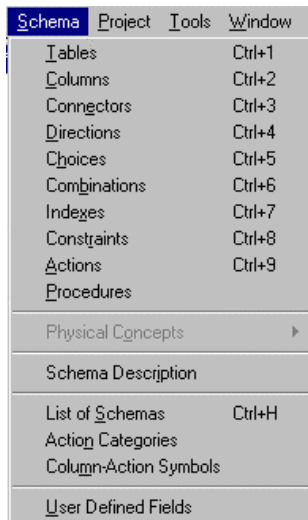 Schema Project Tools Window
Tables Ctrl+1
Columns Ctrl+2
Connectors Ctrl+3
Directions Ctrl+4
Choices Ctrl+5
Combinations Ctrl+6
Indexes Ctrl+7
Constraints Ctrl+8
Actions Ctrl+9
Procedures
Physical Concepts
Schema Description
List of Schemas Ctrl+H
Action Categories
Column-Action Symbols
User Defined Fields